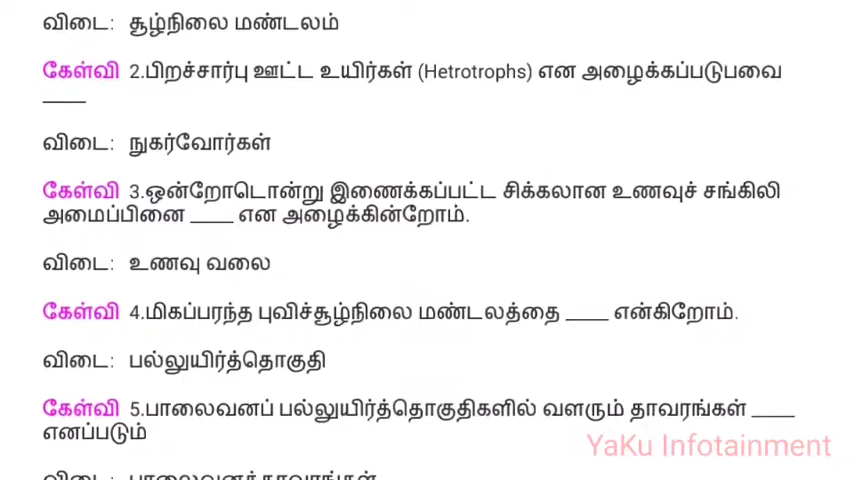 விடை: சூழ்நிலை மண்டலம்
கேள்வி 2.பிறச்சார்பு ஊட்ட உயிர்கள் (Hetrotrophs) என அழைக்கப்படுபவை
____
விடை: நுகர்வோர்கள்
கேள்வி 3.ஒன்றோடொன்று இணைக்கப்பட்ட சிக்கலான உணவுச் சங்கிலி
அமைப்பினை ____ என அழைக்கின்றோம்.
விடை: உணவு வலை
கேள்வி 4.மிகப்பரந்த புவிச்சூழ்நிலை மண்டலத்தை ____ என்கிறோம்.
விடை: பல்லுயிர்த்தொகுதி
கேள்வி 5.பாலைவனப் பல்லுயிர்த்தொகுதிகளில் வளரும் தாவரங்கள் ____
எனப்படும்
YaKu Infotainment
விடை: